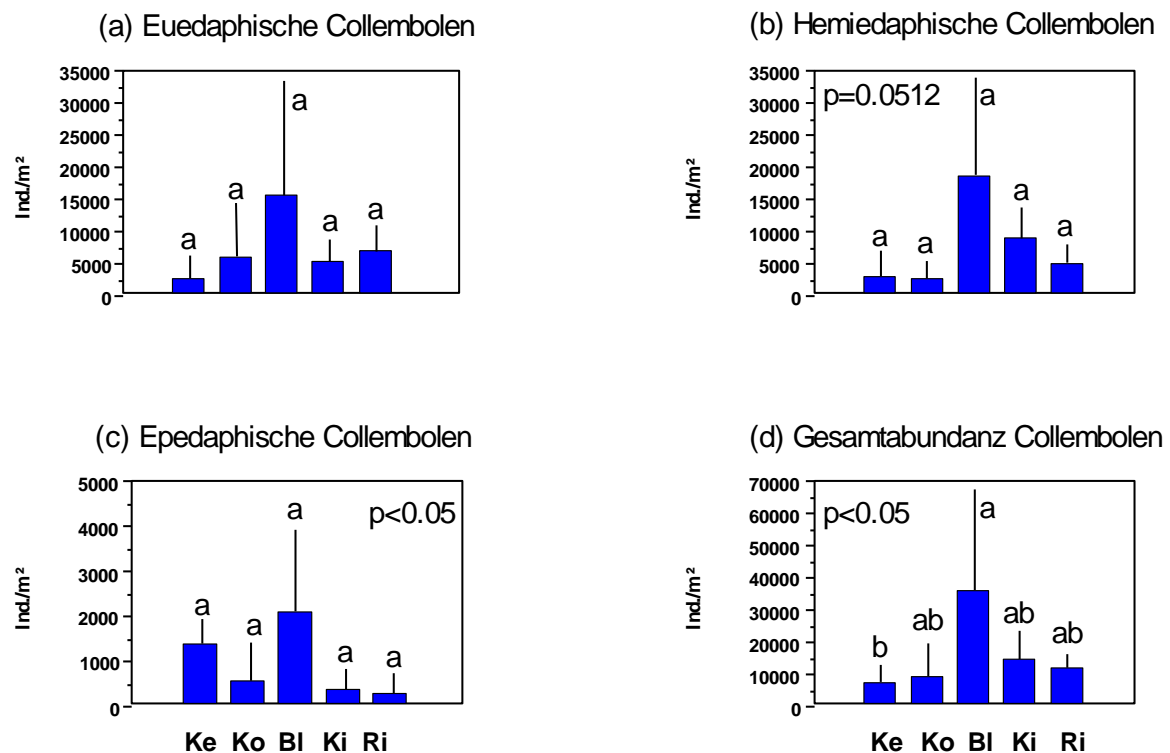 (a) Euedaphische Collembolen
35000
30000
25000
20000
15000
10000
5000
0
Ind./m²
a
a
a
a
a
(b) Hemiedaphische Collembolen
35000
30000
25000
20000
15000
10000
5000
0
Ind./m²
p=0.0512
a
a
a
a
a
(c) Epedaphische Collembolen
5000
4000
3000
2000
1000
0
Ind./m²
p<0.05
a
a
a
a
a
Ke Ko Bl Ki Ri
(d) Gesamtabundanz Collembolen
70000
60000
50000
40000
30000
20000
10000
0
Ind./m²
p<0.05
b
ab
a
ab
ab
Ke Ko Bl Ki Ri